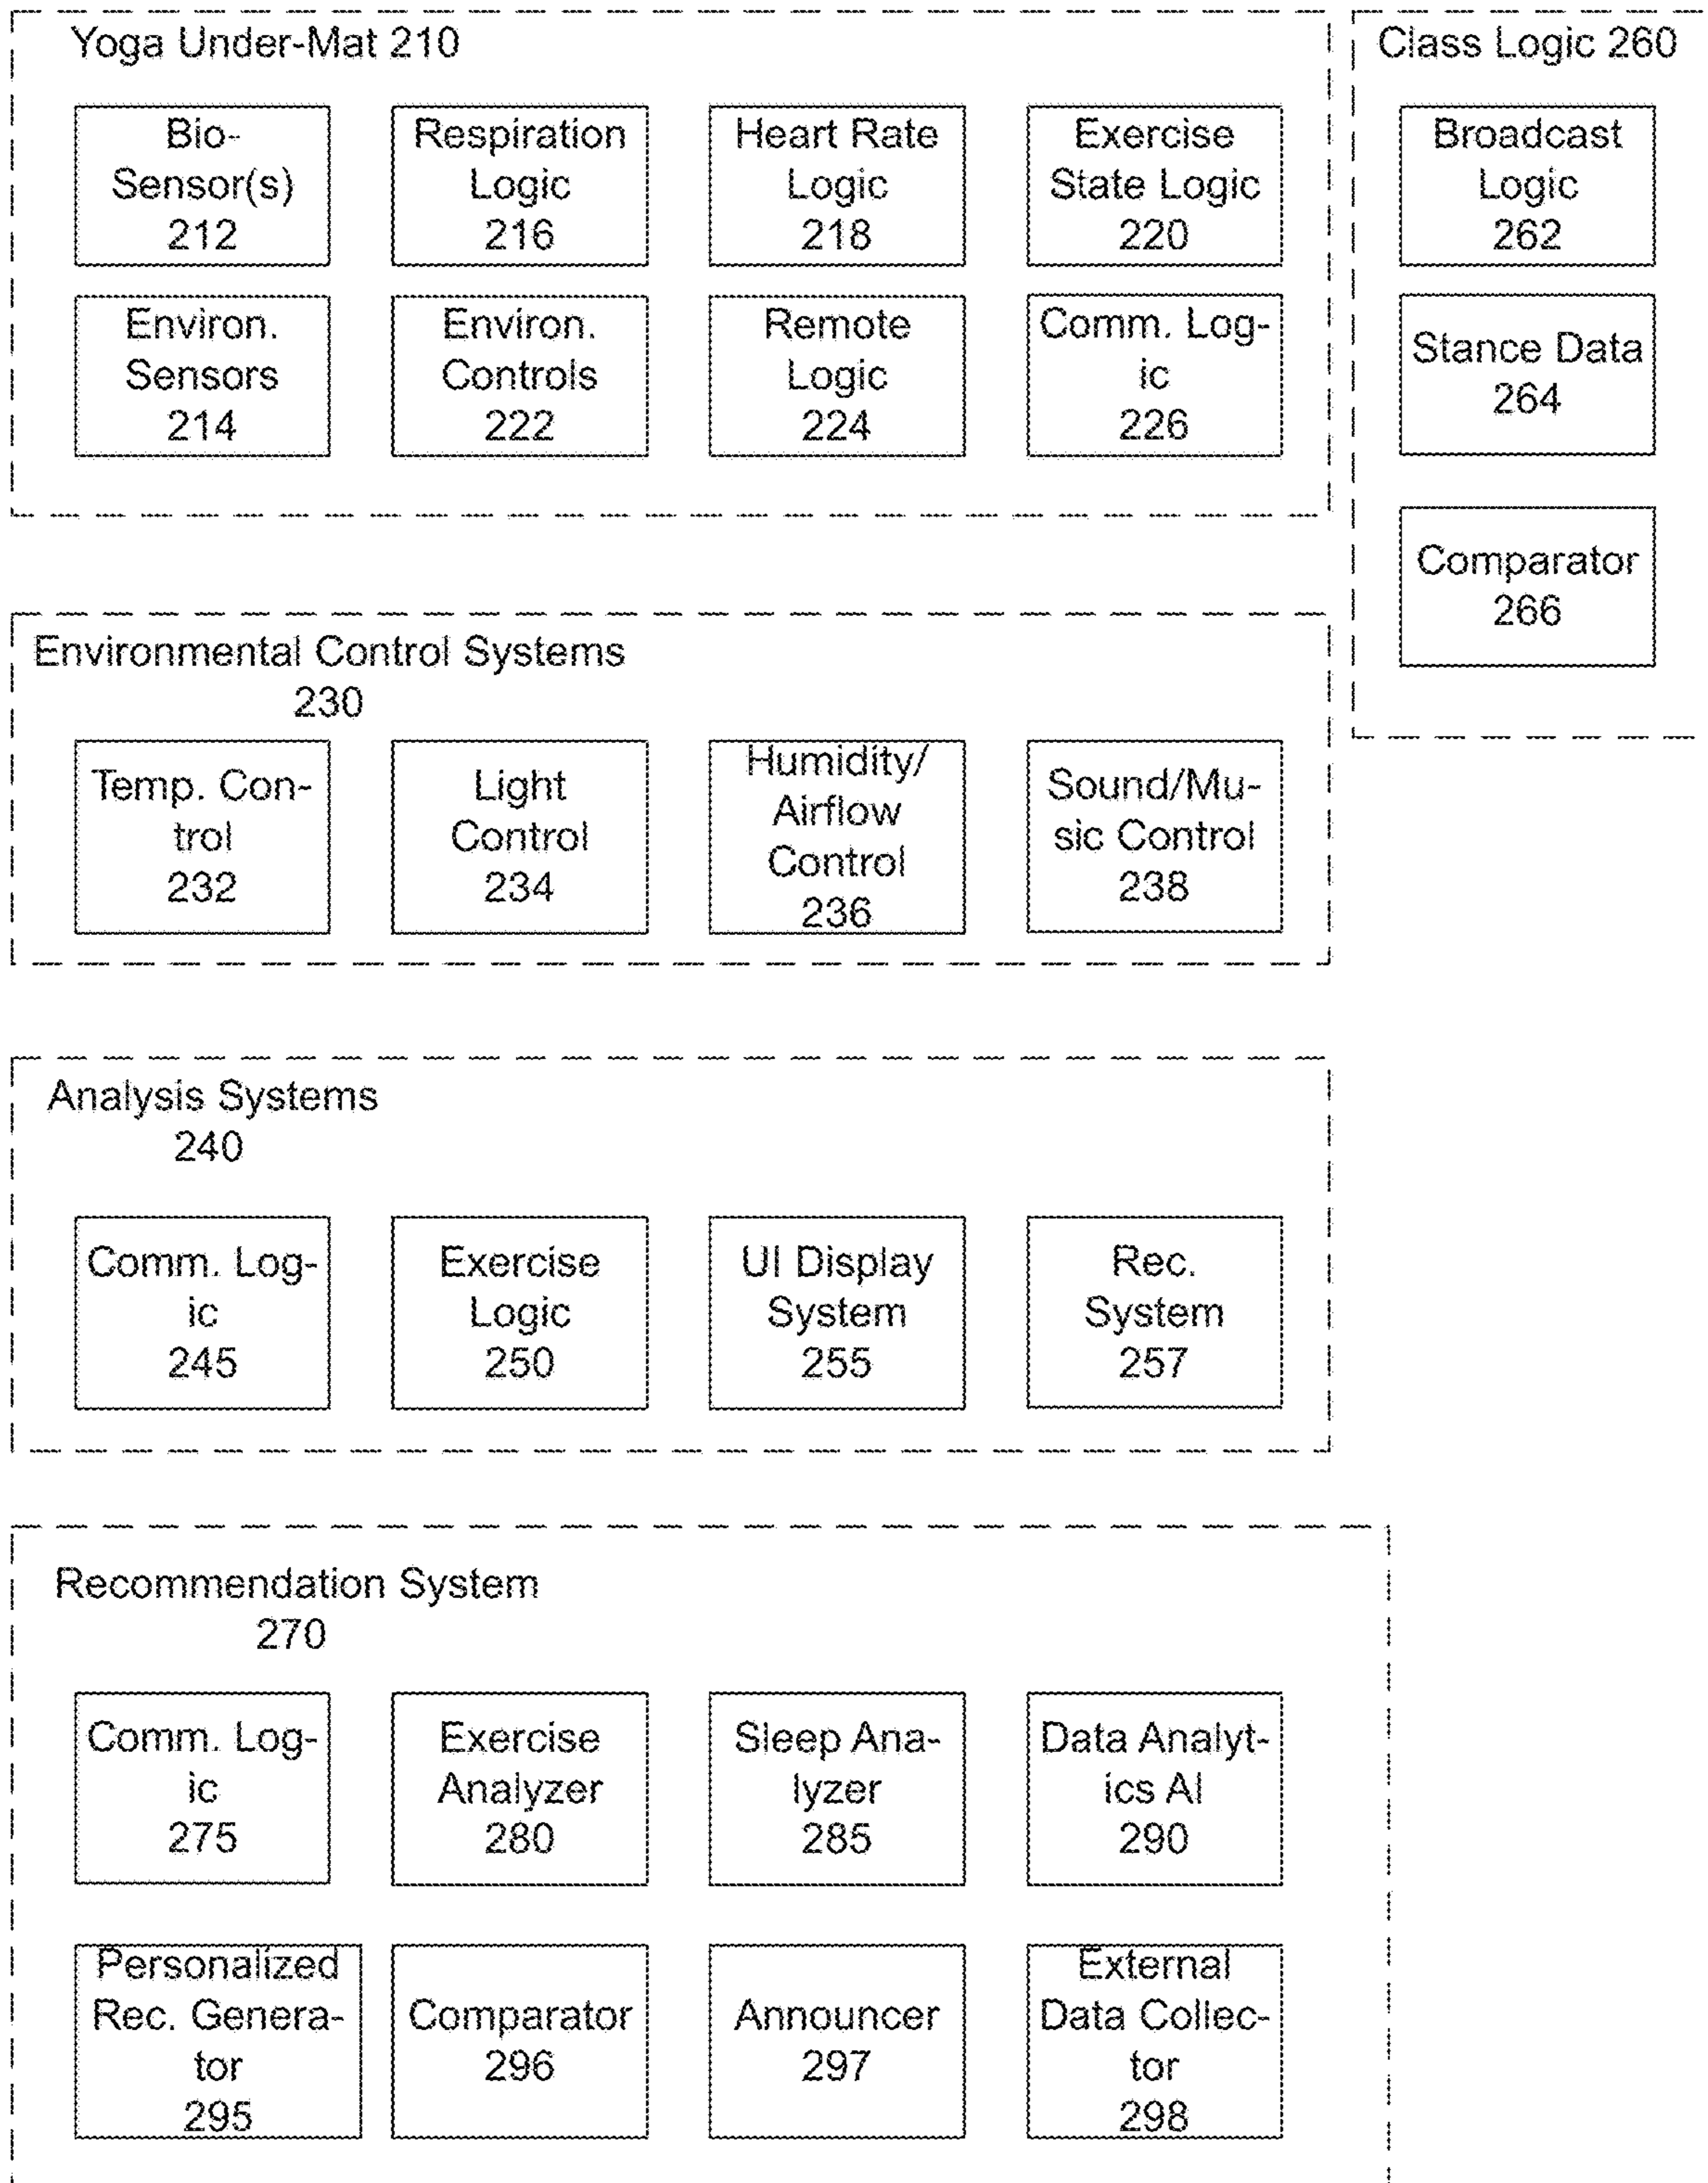 Yoga Under-Mat 210
Bio-
Sensor(s)
212
Respiration
Logic
216
Heart Rate
Logic
218
Exercise
State Logic
220
Environ.
Sensors
214
Environ.
Controls
222
Remote
Logic
224
Comm. Log-
ic
226
Class Logic 260
Broadcast
Logic
262
Stance Data
264
Comparator
266
Environmental Control Systems
230
Temp. Con-
trol
232
Light
Control
234
Humidity/
Airflow
Control
236
Sound/Mu-
sic Control
238
Analysis Systems
240
Comm. Log-
ic
245
Exercise
Logic
250
UI Display
System
255
Rec.
System
257
Recommendation System
270
Comm. Log-
ic
275
Exercise
Analyzer
280
Sleep Ana-
lyzer
285
Data Analyt-
ics AI
290
Personalized
Rec. Genera-
tor
295
Comparator
296
Announcer
297
External
Data Collec-
tor
298